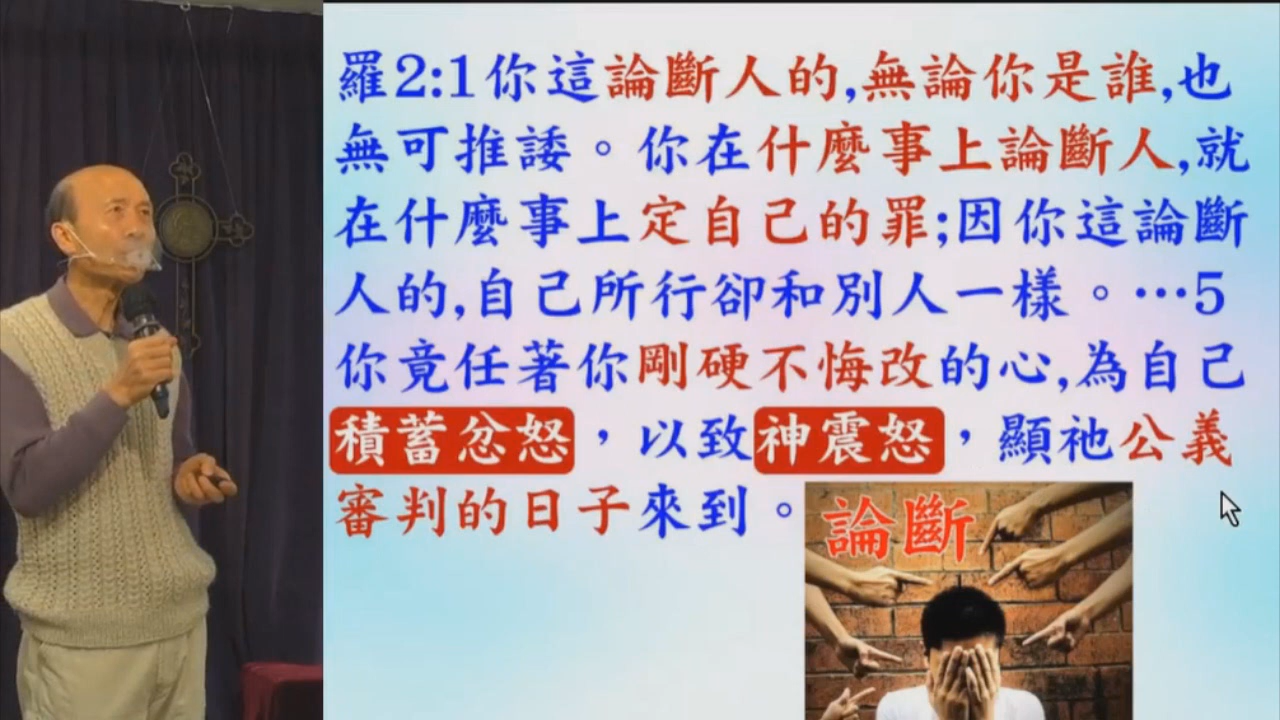 羅2:1你這論斷人的,無論你是誰,也
無可推諉。你在什麼事上論斷人,就
在什麼事上定自己的罪;因你這論斷
人的,自己所行卻和別人一樣。…5
你竟任著你剛硬不悔改的心,為自己
積蓄忿怒，以致神震怒，顯祂公義
審判的日子來到。
論斷